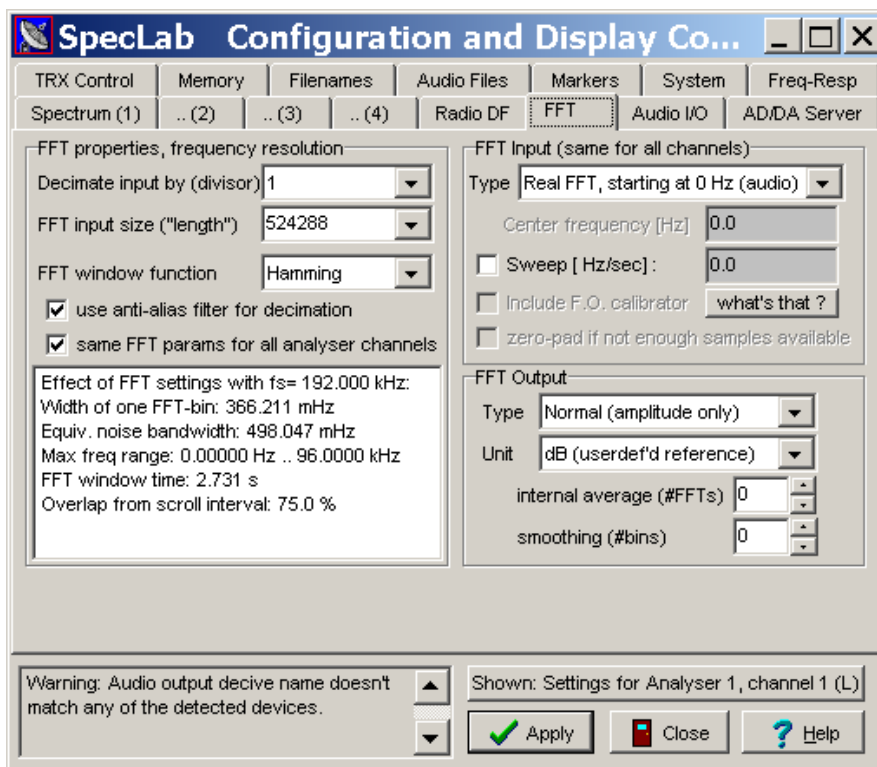 SpecLab Configuration and Display Co...
TRX Control Memory Filenames Audio Files Markers System Freq-Resp
Spectrum (1) .. (2) .. (3) .. (4) Radio DF FFT Audio I/O AD/DA Server
FFT properties, frequency resolution
Decimate input by (divisor) 1
FFT input size ("length") 524288
FFT window function Hamming
use anti-alias filter for decimation
same FFT params for all analyser channels
Effect of FFT settings with fs= 192.000 kHz:
Width of one FFT-bin: 366.211 mHz
Equiv. noise bandwidth: 498.047 mHz
Max freq range: 0.00000 Hz .. 96.0000 kHz
FFT window time: 2.731 s
Overlap from scroll interval: 75.0 %
FFT Input (same for all channels)
Type Real FFT, starting at 0 Hz (audio)
Center frequency [Hz] 0.0
Sweep [ Hz/sec] : 0.0
Include F.O. calibrator what's that ?
zero-pad if not enough samples available
FFT Output
Type Normal (amplitude only)
Unit dB (userdef'd reference)
internal average (#FFTs) 0
smoothing (#bins) 0
Warning: Audio output decive name doesn't
match any of the detected devices.
Shown: Settings for Analyser 1, channel 1 (L)
Apply Close Help